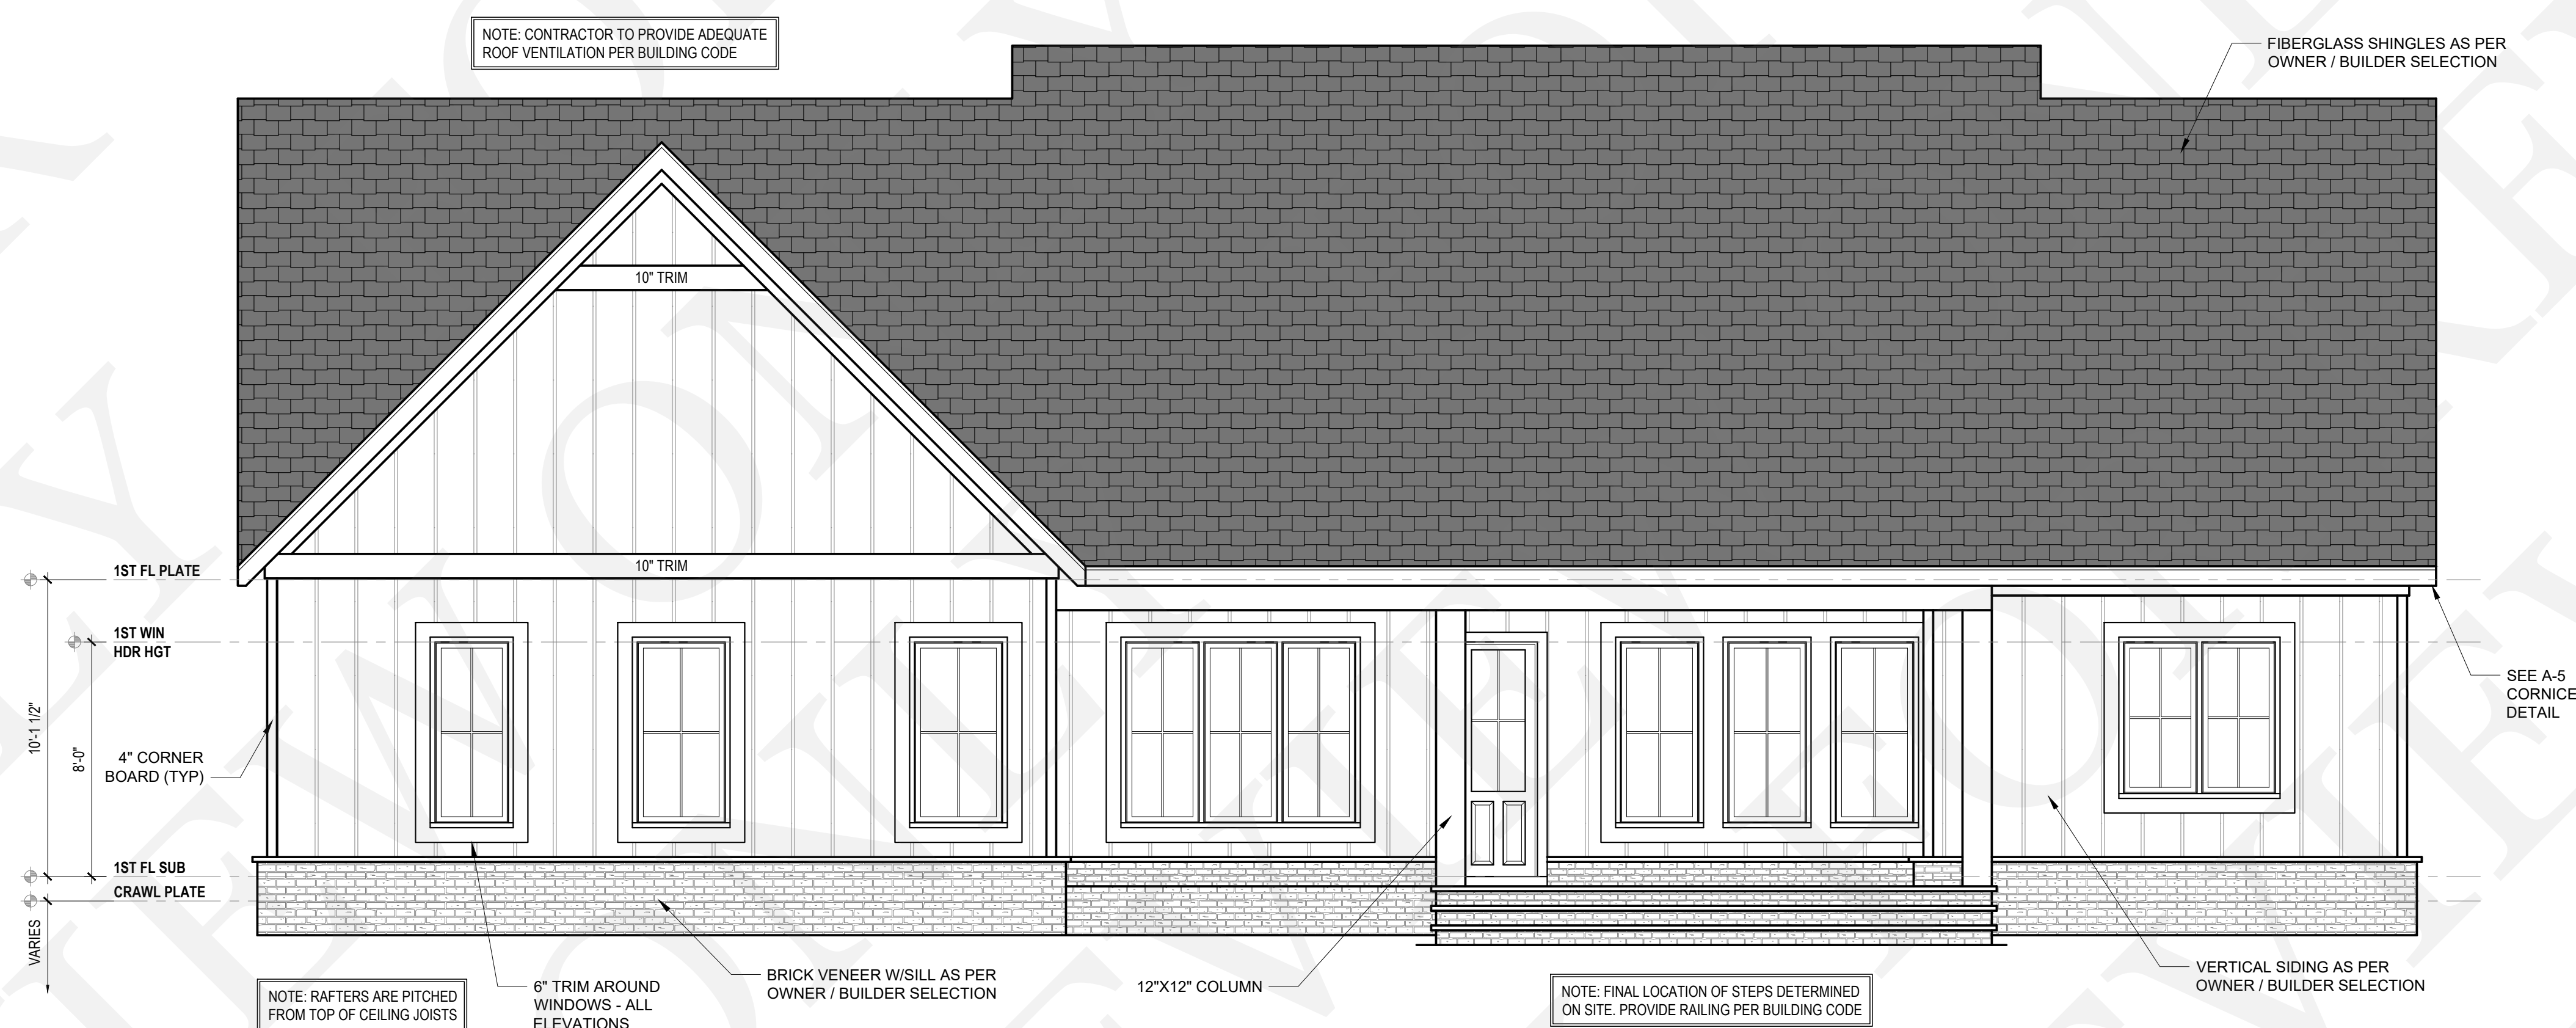 NOTE: CONTRACTOR TO PROVIDE ADEQUATE
ROOF VENTILATION PER BUILDING CODE
FIBERGLASS SHINGLES AS PER
OWNER / BUILDER SELECTION
10" TRIM
10" TRIM
1ST FL PLATE
1ST WIN
HDR HGT
10'-1 1/2"
8'-0"
4" CORNER
BOARD (TYP)
SEE A-5
CORNICE
DETAIL
1ST FL SUB
CRAWL PLATE
VARIES
NOTE: RAFTERS ARE PITCHED
FROM TOP OF CEILING JOISTS
6" TRIM AROUND
WINDOWS - ALL
ELEVATIONS
BRICK VENEER W/SILL AS PER
OWNER / BUILDER SELECTION
12"X12" COLUMN
NOTE: FINAL LOCATION OF STEPS DETERMINED
ON SITE. PROVIDE RAILING PER BUILDING CODE
VERTICAL SIDING AS PER
OWNER / BUILDER SELECTION